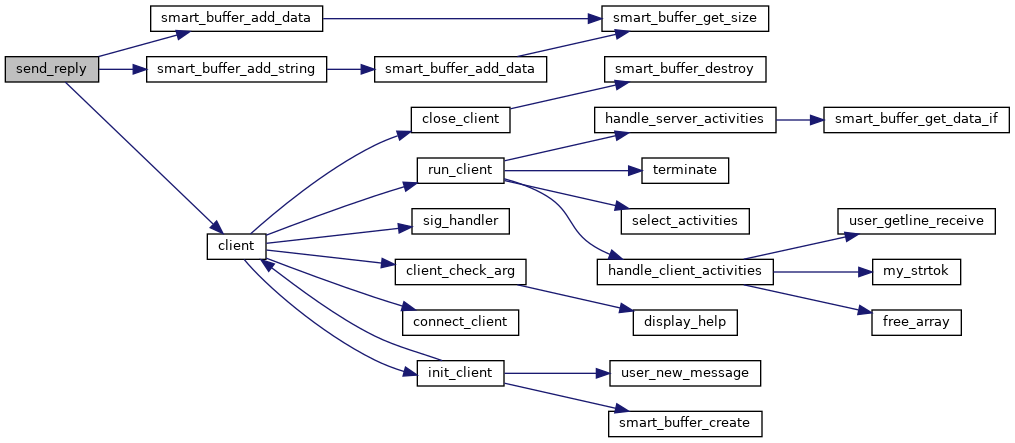 smart_buffer_add_data
smart_buffer_get_size
send_reply
smart_buffer_add_string
smart_buffer_add_data
smart_buffer_destroy
close_client
handle_server_activities
smart_buffer_get_data_if
run_client
terminate
sig_handler
select_activities
user_getline_receive
client
client_check_arg
handle_client_activities
my_strtok
connect_client
display_help
free_array
init_client
user_new_message
smart_buffer_create